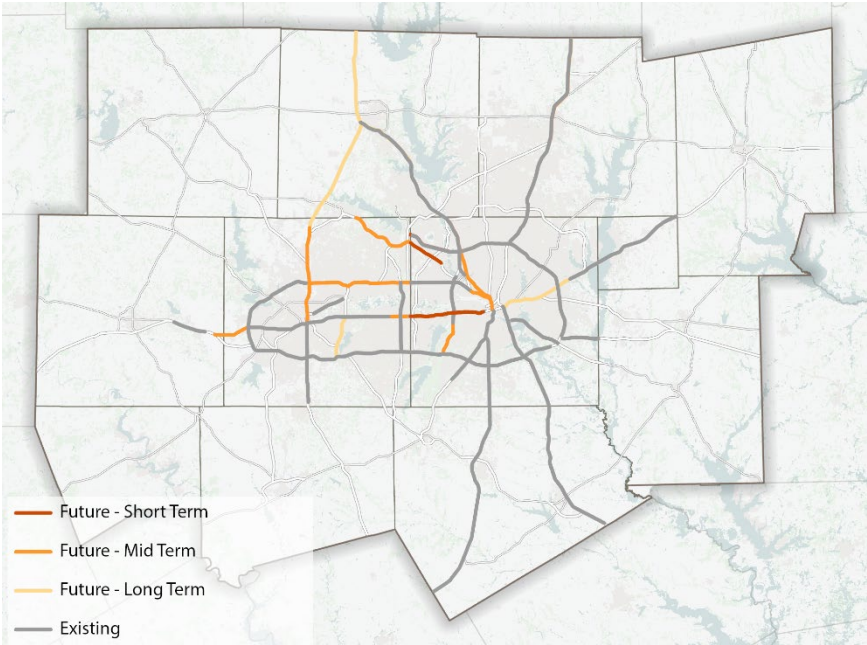 Future - Short Term
Future - Mid Term
Future - Long Term
Existing